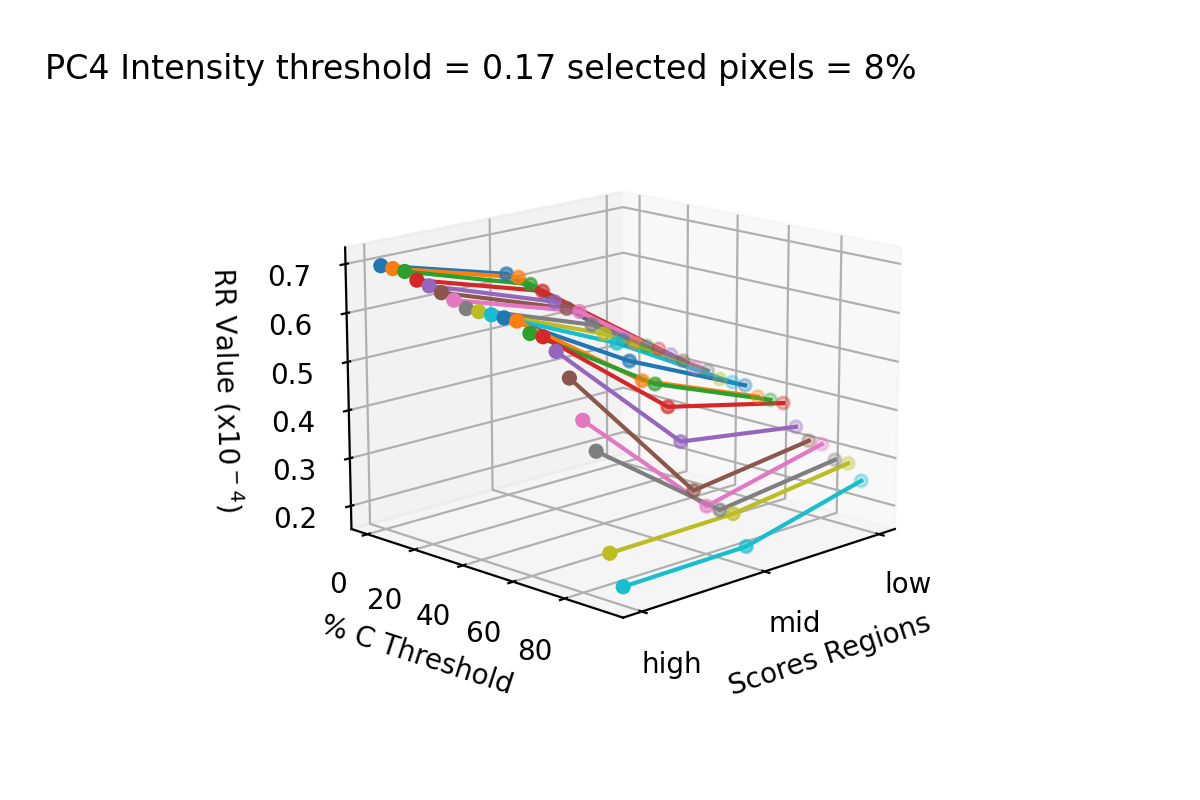 PC4 Intensity threshold = 0.17 selected pixels = 8%
RR Value (x10⁻⁴)
0.7
0.6
0.5
0.4
0.3
0.2
0
20
40
60
80
% C Threshold
high
mid
low
Scores Regions